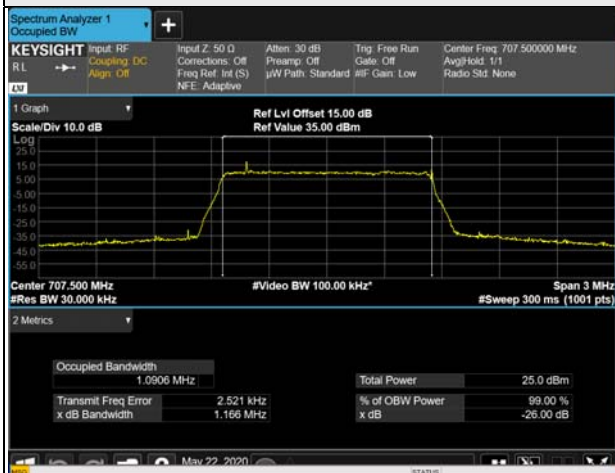 Spectrum Analyzer 1
Occupied BW
+
KEYSIGHT Input: RF
RL
Coupling: DC
Align: Off
LXI
Input Z: 50 Ω
Corrections: Off
Freq Ref: Int (S)
NFE: Adaptive
Atten: 30 dB
Preamp: Off
µW Path: Standard
Trig: Free Run
Gate: Off
#IF Gain: Low
Center Freq: 707.500000 MHz
Avg|Hold: 1/1
Radio Std: None
1 Graph
Scale/Div 10.0 dB
Ref Lvl Offset 15.00 dB
Ref Value 35.00 dBm
Log
25.0
15.0
5.00
-5.00
-15.0
-25.0
-35.0
-45.0
-55.0
Center 707.500 MHz
#Res BW 30.000 kHz
#Video BW 100.00 kHz*
Span 3 MHz
#Sweep 300 ms (1001 pts)
2 Metrics
Occupied Bandwidth
1.0906 MHz
Transmit Freq Error 2.521 kHz
x dB Bandwidth 1.166 MHz
Total Power 25.0 dBm
% of OBW Power 99.00 %
x dB -26.00 dB
May 22, 2020
MSG
STATUS